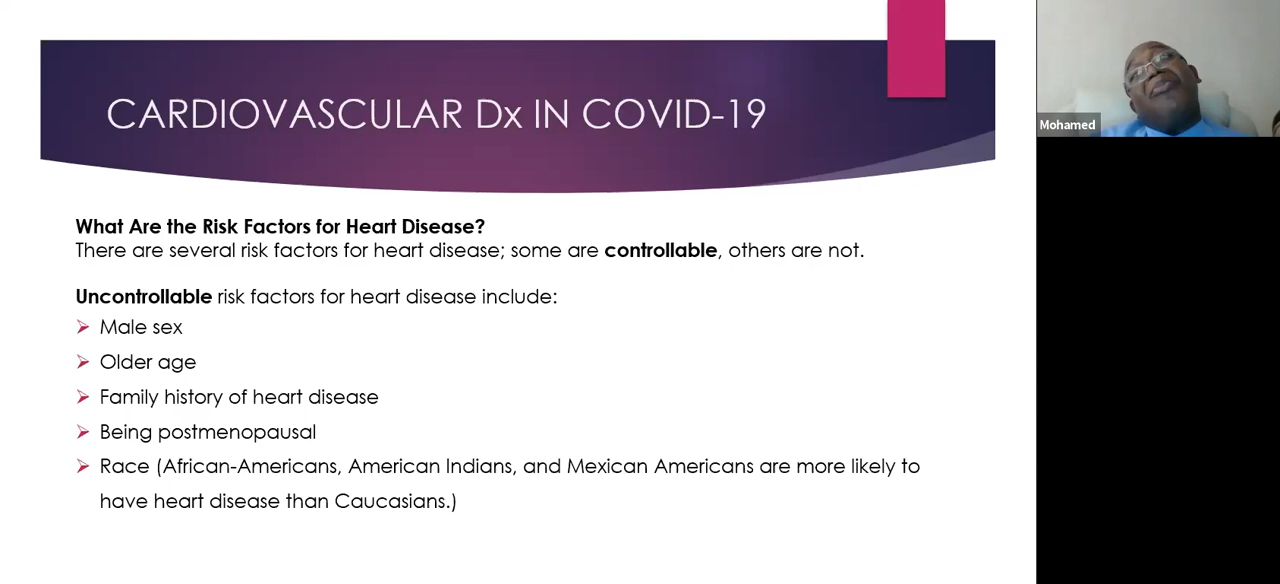 CARDIOVASCULAR Dx IN COVID-19
Mohamed
What Are the Risk Factors for Heart Disease?
There are several risk factors for heart disease; some are controllable, others are not.
Uncontrollable risk factors for heart disease include:
Male sex
Older age
Family history of heart disease
Being postmenopausal
Race (African-Americans, American Indians, and Mexican Americans are more likely to
have heart disease than Caucasians.)